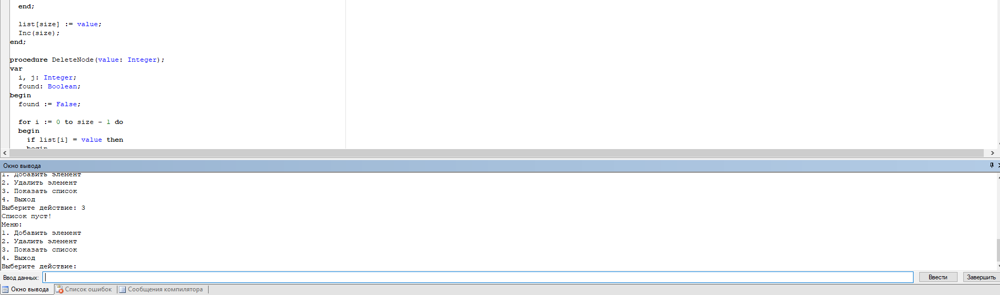 end;
list[size] := value;
Inc(size);
end;
procedure DeleteNode(value: Integer);
var
i, j: Integer;
found: Boolean;
begin
found := False;
for i := 0 to size - 1 do
begin
if list[i] = value then
begin
Окно вывода
1. Добавить элемент
2. Удалить элемент
3. Показать список
4. Выход
Выберите действие: 3
Список пуст!
Меню:
1. Добавить элемент
2. Удалить элемент
3. Показать список
4. Выход
Выберите действие:
Ввод данных:
Ввести
Завершить
Окно вывода
Список ошибок
Сообщения компилятора